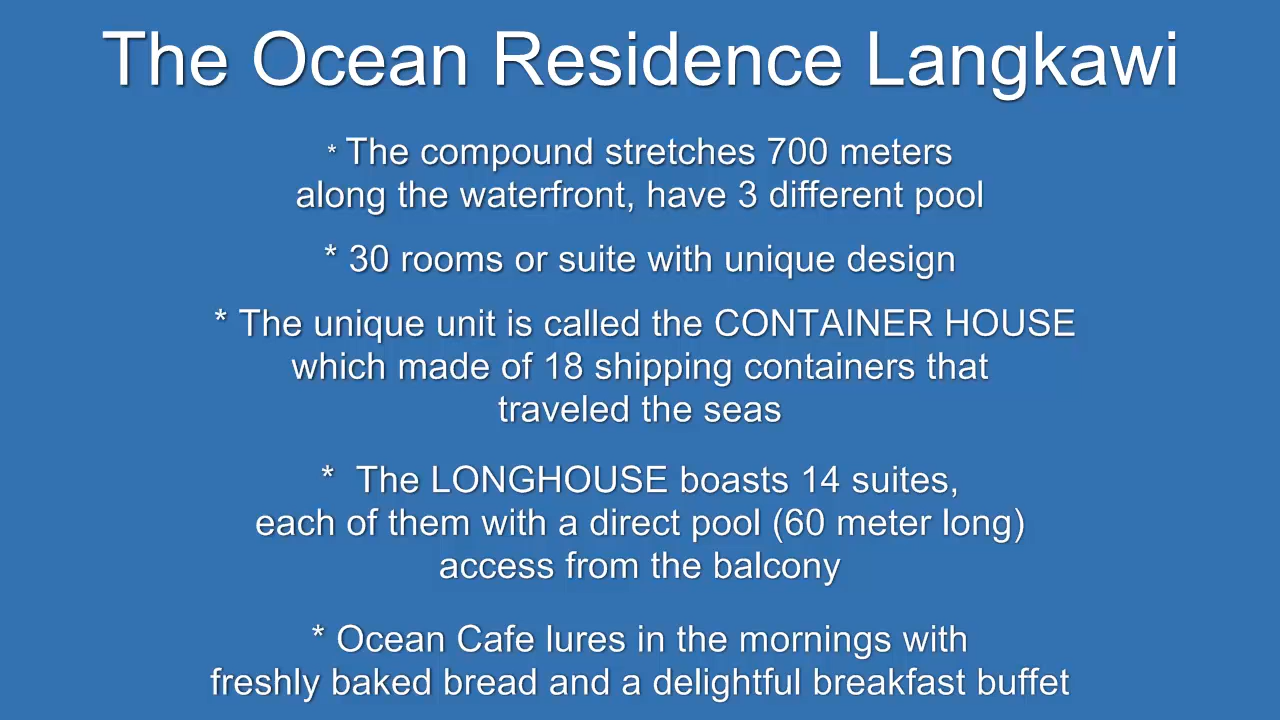 The Ocean Residence Langkawi
* The compound stretches 700 meters
along the waterfront, have 3 different pool
* 30 rooms or suite with unique design
* The unique unit is called the CONTAINER HOUSE
which made of 18 shipping containers that
traveled the seas
*  The LONGHOUSE boasts 14 suites,
each of them with a direct pool (60 meter long)
access from the balcony
* Ocean Cafe lures in the mornings with
freshly baked bread and a delightful breakfast buffet